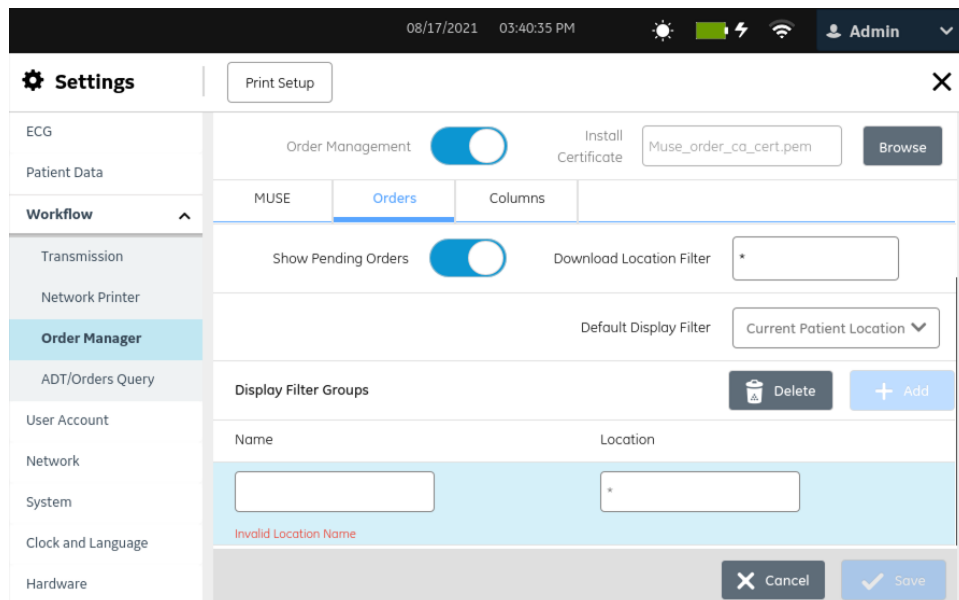 08/17/2021 03:40:35 PM Admin
Settings Print Setup
ECG
Patient Data
Workflow
Transmission
Network Printer
Order Manager
ADT/Orders Query
User Account
Network
System
Clock and Language
Hardware
Order Management
Install
Certificate
Muse_order_ca_cert.pem
Browse
MUSE Orders Columns
Show Pending Orders
Download Location Filter
*
Default Display Filter
Current Patient Location
Display Filter Groups
Delete
+ Add
Name Location
*
Invalid Location Name
Cancel
Save